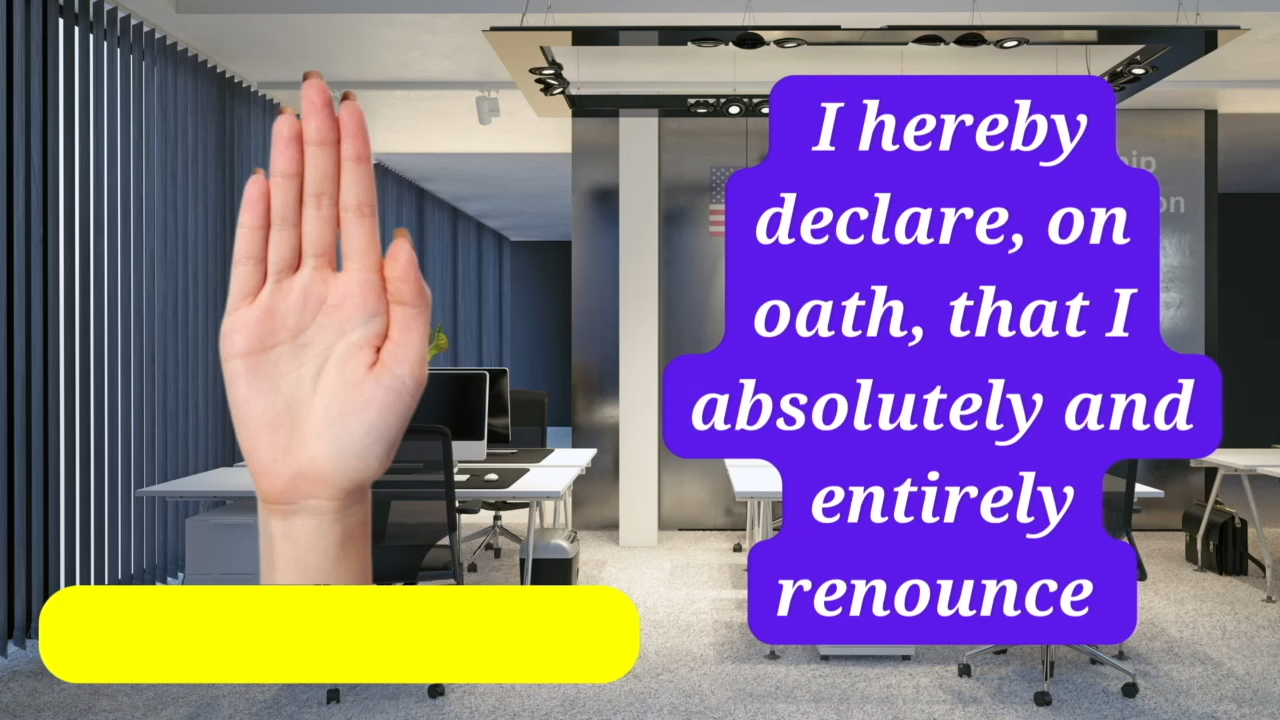 I hereby
declare, on
oath, that I
absolutely and
entirely
renounce